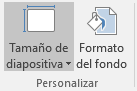 Tamaño de
diapositiva
Formato
del fondo
Personalizar